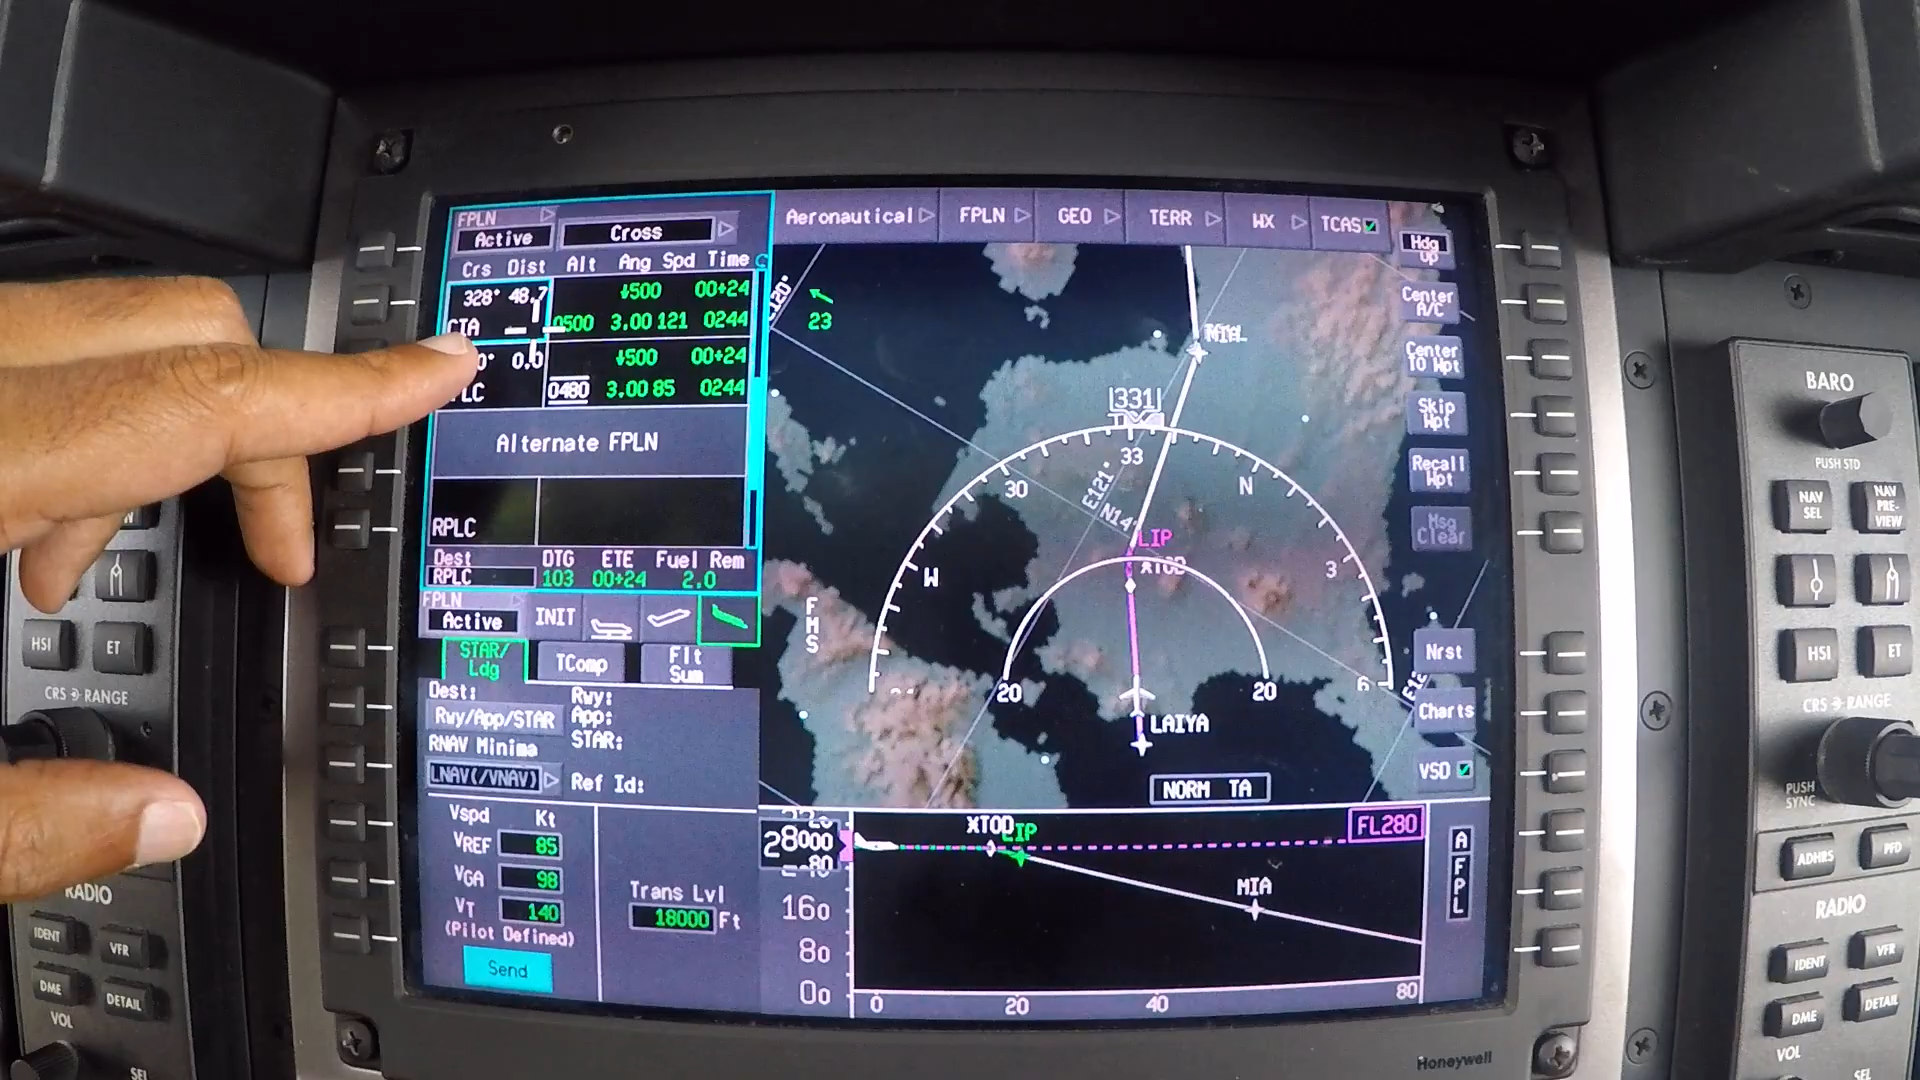 FPLN
Active
Cross
Crs Dist Alt Ang Spd Time
328° 48.7 ↓500 00+24
CIA 0500 3.00 121 0244
0° 0.0 ↓500 00+24
LC 0480 3.00 85 0244
Alternate FPLN
RPLC
Dest DTG ETE Fuel Rem
RPLC 103 00+24 2.0
FPLN
Active INIT
STAR/
Ldg
TComp
Flt
Sum
Dest:
Rwy/App/STAR
RNAV Minima
LNAV(/VNAV)
Rwy:
App:
STAR:
Ref Id:
Vspd Kt
VREF 85
VGA 98
VT 140
(Pilot Defined)
Send
Trans Lvl
18000 Ft
Aeronautical FPLN GEO TERR WX TCAS
E120°
23
331
33
30
N
W
3
6
E121°
N14°
LIP
XTOD
20
20
LAIYA
FMS
NORM TA
Hdg
Up
Center
A/C
Center
TO Wpt
Skip
Wpt
Recall
Wpt
Msg
Clear
Nrst
Charts
VSD
XTOD
LIP
FL280
28000
MIA
160
80
00
0 20 40 80
AFPL
Honeywell
HSI
ET
CRS RANGE
RADIO
IDENT
VFR
DME
DETAIL
VOL
SEL
BARO
PUSH STD
NAV
SEL
NAV
PRE-
VIEW
HSI
ET
CRS RANGE
PUSH
SYNC
ADHRS
PFD
RADIO
IDENT
VFR
DME
DETAIL
VOL
SEL